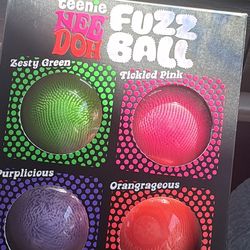 teenie
NEE
DOH
FUZZ
BALL
Zesty Green
Tickled Pink
Purplicious
Orangrageous